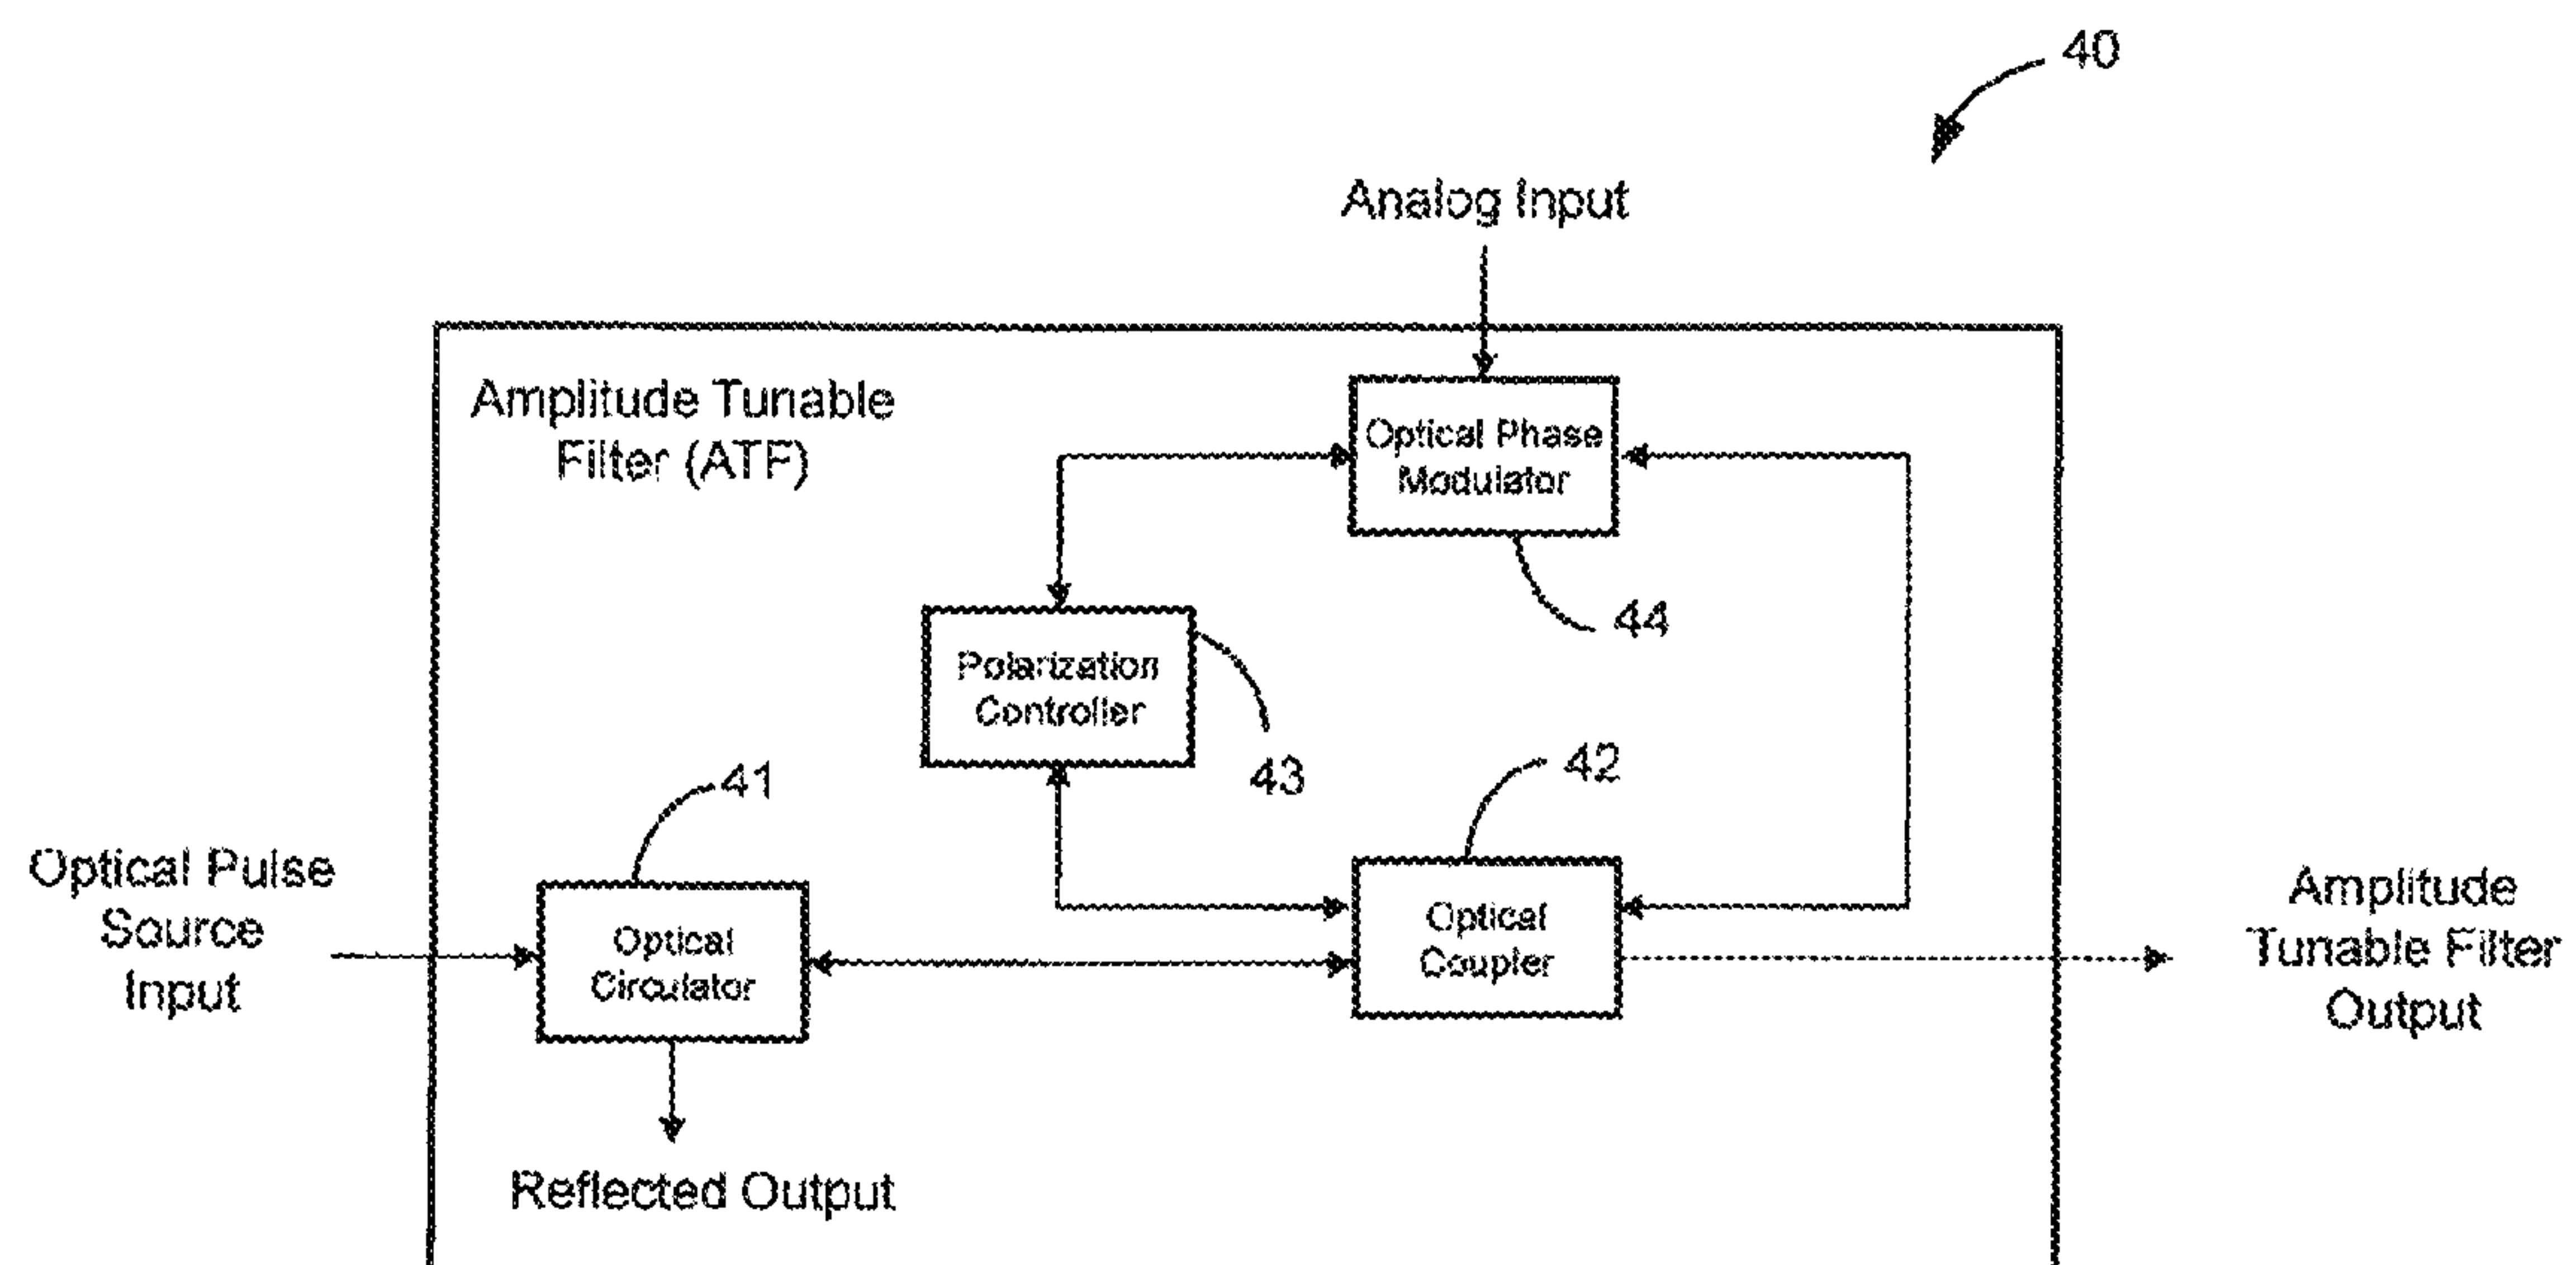 40
Analog Input
Amplitude Tunable
Filter (ATF)
Optical Phase
Modulator
44
Polarization
Controller
43
41
42
Optical Pulse
Source
Input
Optical
Circulator
Optical
Coupler
Amplitude
Tunable Filter
Output
Reflected Output